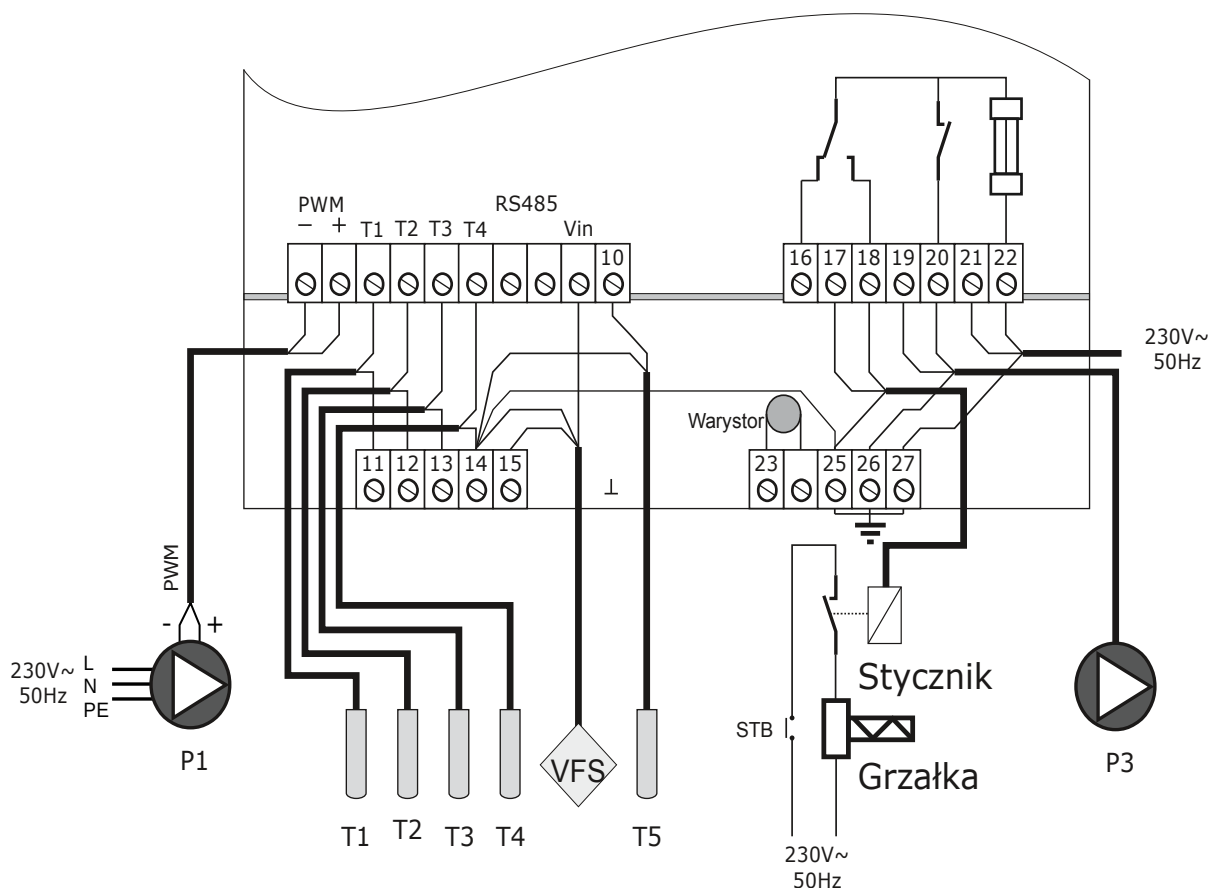 PWM
RS485
− + T1 T2 T3 T4 Vin 10
16 17 18 19 20 21 22
230V~
50Hz
Warystor
11 12 13 14 15
⊥
23 25 26 27
PWM
- +
230V~
50Hz
L
N
PE
P1
T1 T2 T3 T4 VFS T5
Stycznik
STB
Grzałka
230V~
50Hz
P3